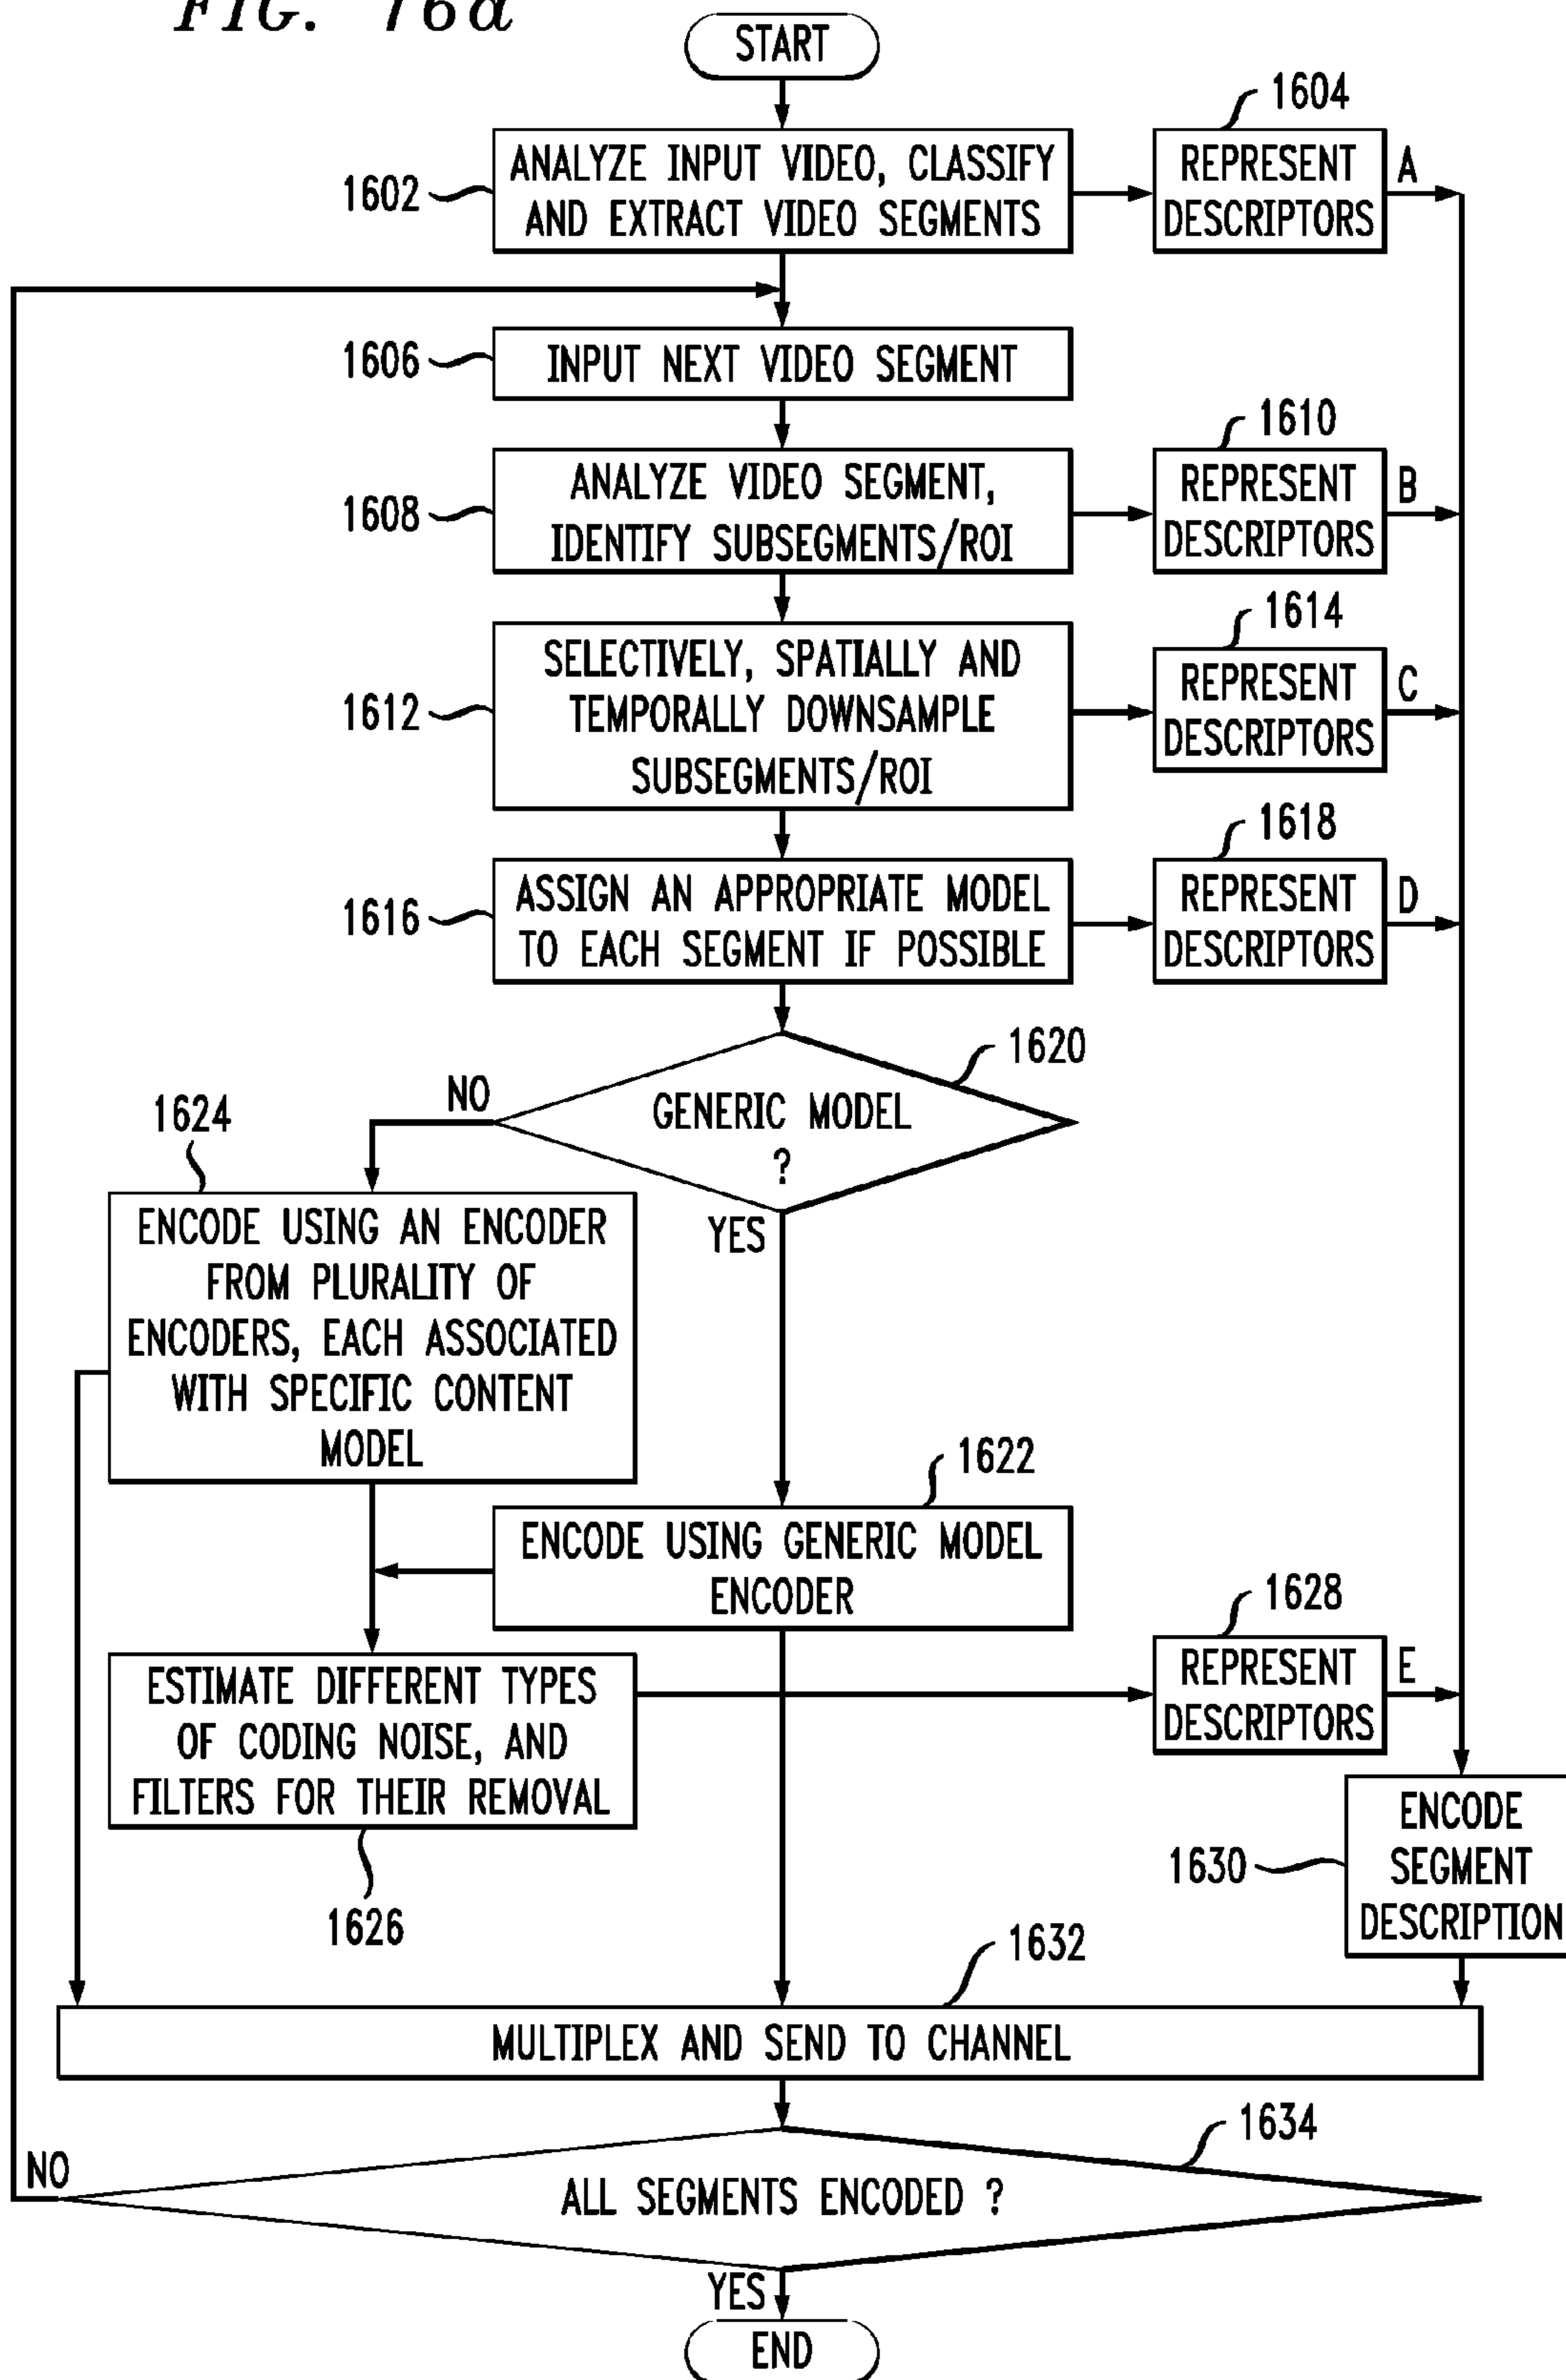 FIG. 16a
START
1604
ANALYZE INPUT VIDEO, CLASSIFY
AND EXTRACT VIDEO SEGMENTS
1602
REPRESENT
DESCRIPTORS
A
INPUT NEXT VIDEO SEGMENT
1606
1610
ANALYZE VIDEO SEGMENT,
IDENTIFY SUBSEGMENTS/ROI
1608
REPRESENT
DESCRIPTORS
B
1614
SELECTIVELY, SPATIALLY AND
TEMPORALLY DOWNSAMPLE
SUBSEGMENTS/ROI
1612
REPRESENT
DESCRIPTORS
C
1618
ASSIGN AN APPROPRIATE MODEL
TO EACH SEGMENT IF POSSIBLE
1616
REPRESENT
DESCRIPTORS
D
1620
GENERIC MODEL
?
NO
YES
1624
ENCODE USING AN ENCODER
FROM PLURALITY OF
ENCODERS, EACH ASSOCIATED
WITH SPECIFIC CONTENT
MODEL
1622
ENCODE USING GENERIC MODEL
ENCODER
1628
ESTIMATE DIFFERENT TYPES
OF CODING NOISE, AND
FILTERS FOR THEIR REMOVAL
1626
REPRESENT
DESCRIPTORS
E
ENCODE
SEGMENT
DESCRIPTION
1630
1632
MULTIPLEX AND SEND TO CHANNEL
1634
ALL SEGMENTS ENCODED ?
NO
YES
END